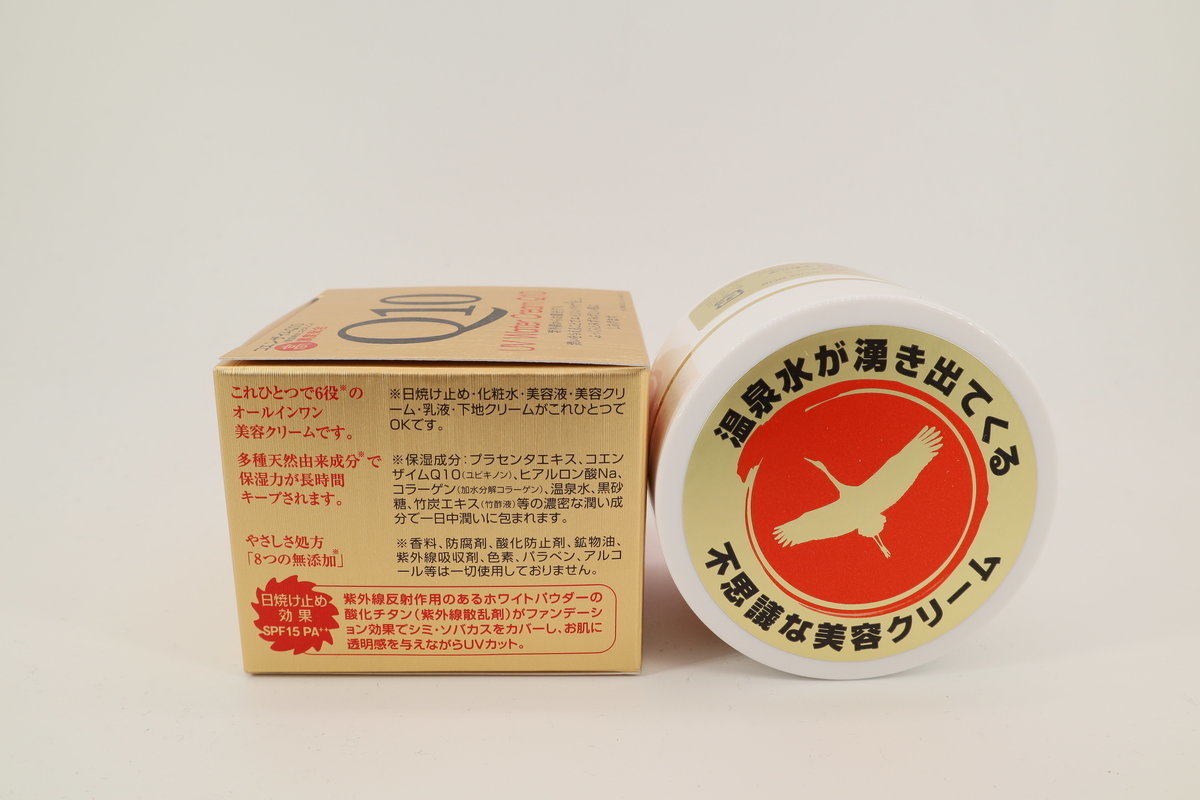 Q10
UV Water Cream Q10
これひとつで6役※の
オールインワン
美容クリームです。
※日焼け止め・化粧水・美容液・美容クリ
ーム・乳液・下地クリームがこれひとつで
OKです。
多種天然由来成分※で
保湿力が長時間
キープされます。
※保湿成分:プラセンタエキス、コエン
ザイムQ10(ユビキノン)、ヒアルロン酸Na、
コラーゲン(加水分解コラーゲン)、温泉水、黒砂
糖、竹炭エキス(竹酢液)等の濃密な潤い成
分で一日中潤いに包まれます。
やさしさ処方
「8つの無添加」※
※香料、防腐剤、酸化防止剤、鉱物油、
紫外線吸収剤、色素、パラベン、アルコ
ール等は一切使用しておりません。
日焼け止め
効果
SPF15 PA++
紫外線反射作用のあるホワイトパウダーの
酸化チタン(紫外線散乱剤)がファンデーシ
ョン効果でシミ・ソバカスをカバーし、お肌に
透明感を与えながらUVカット。
温泉水が湧き出てくる
不思議な美容クリーム